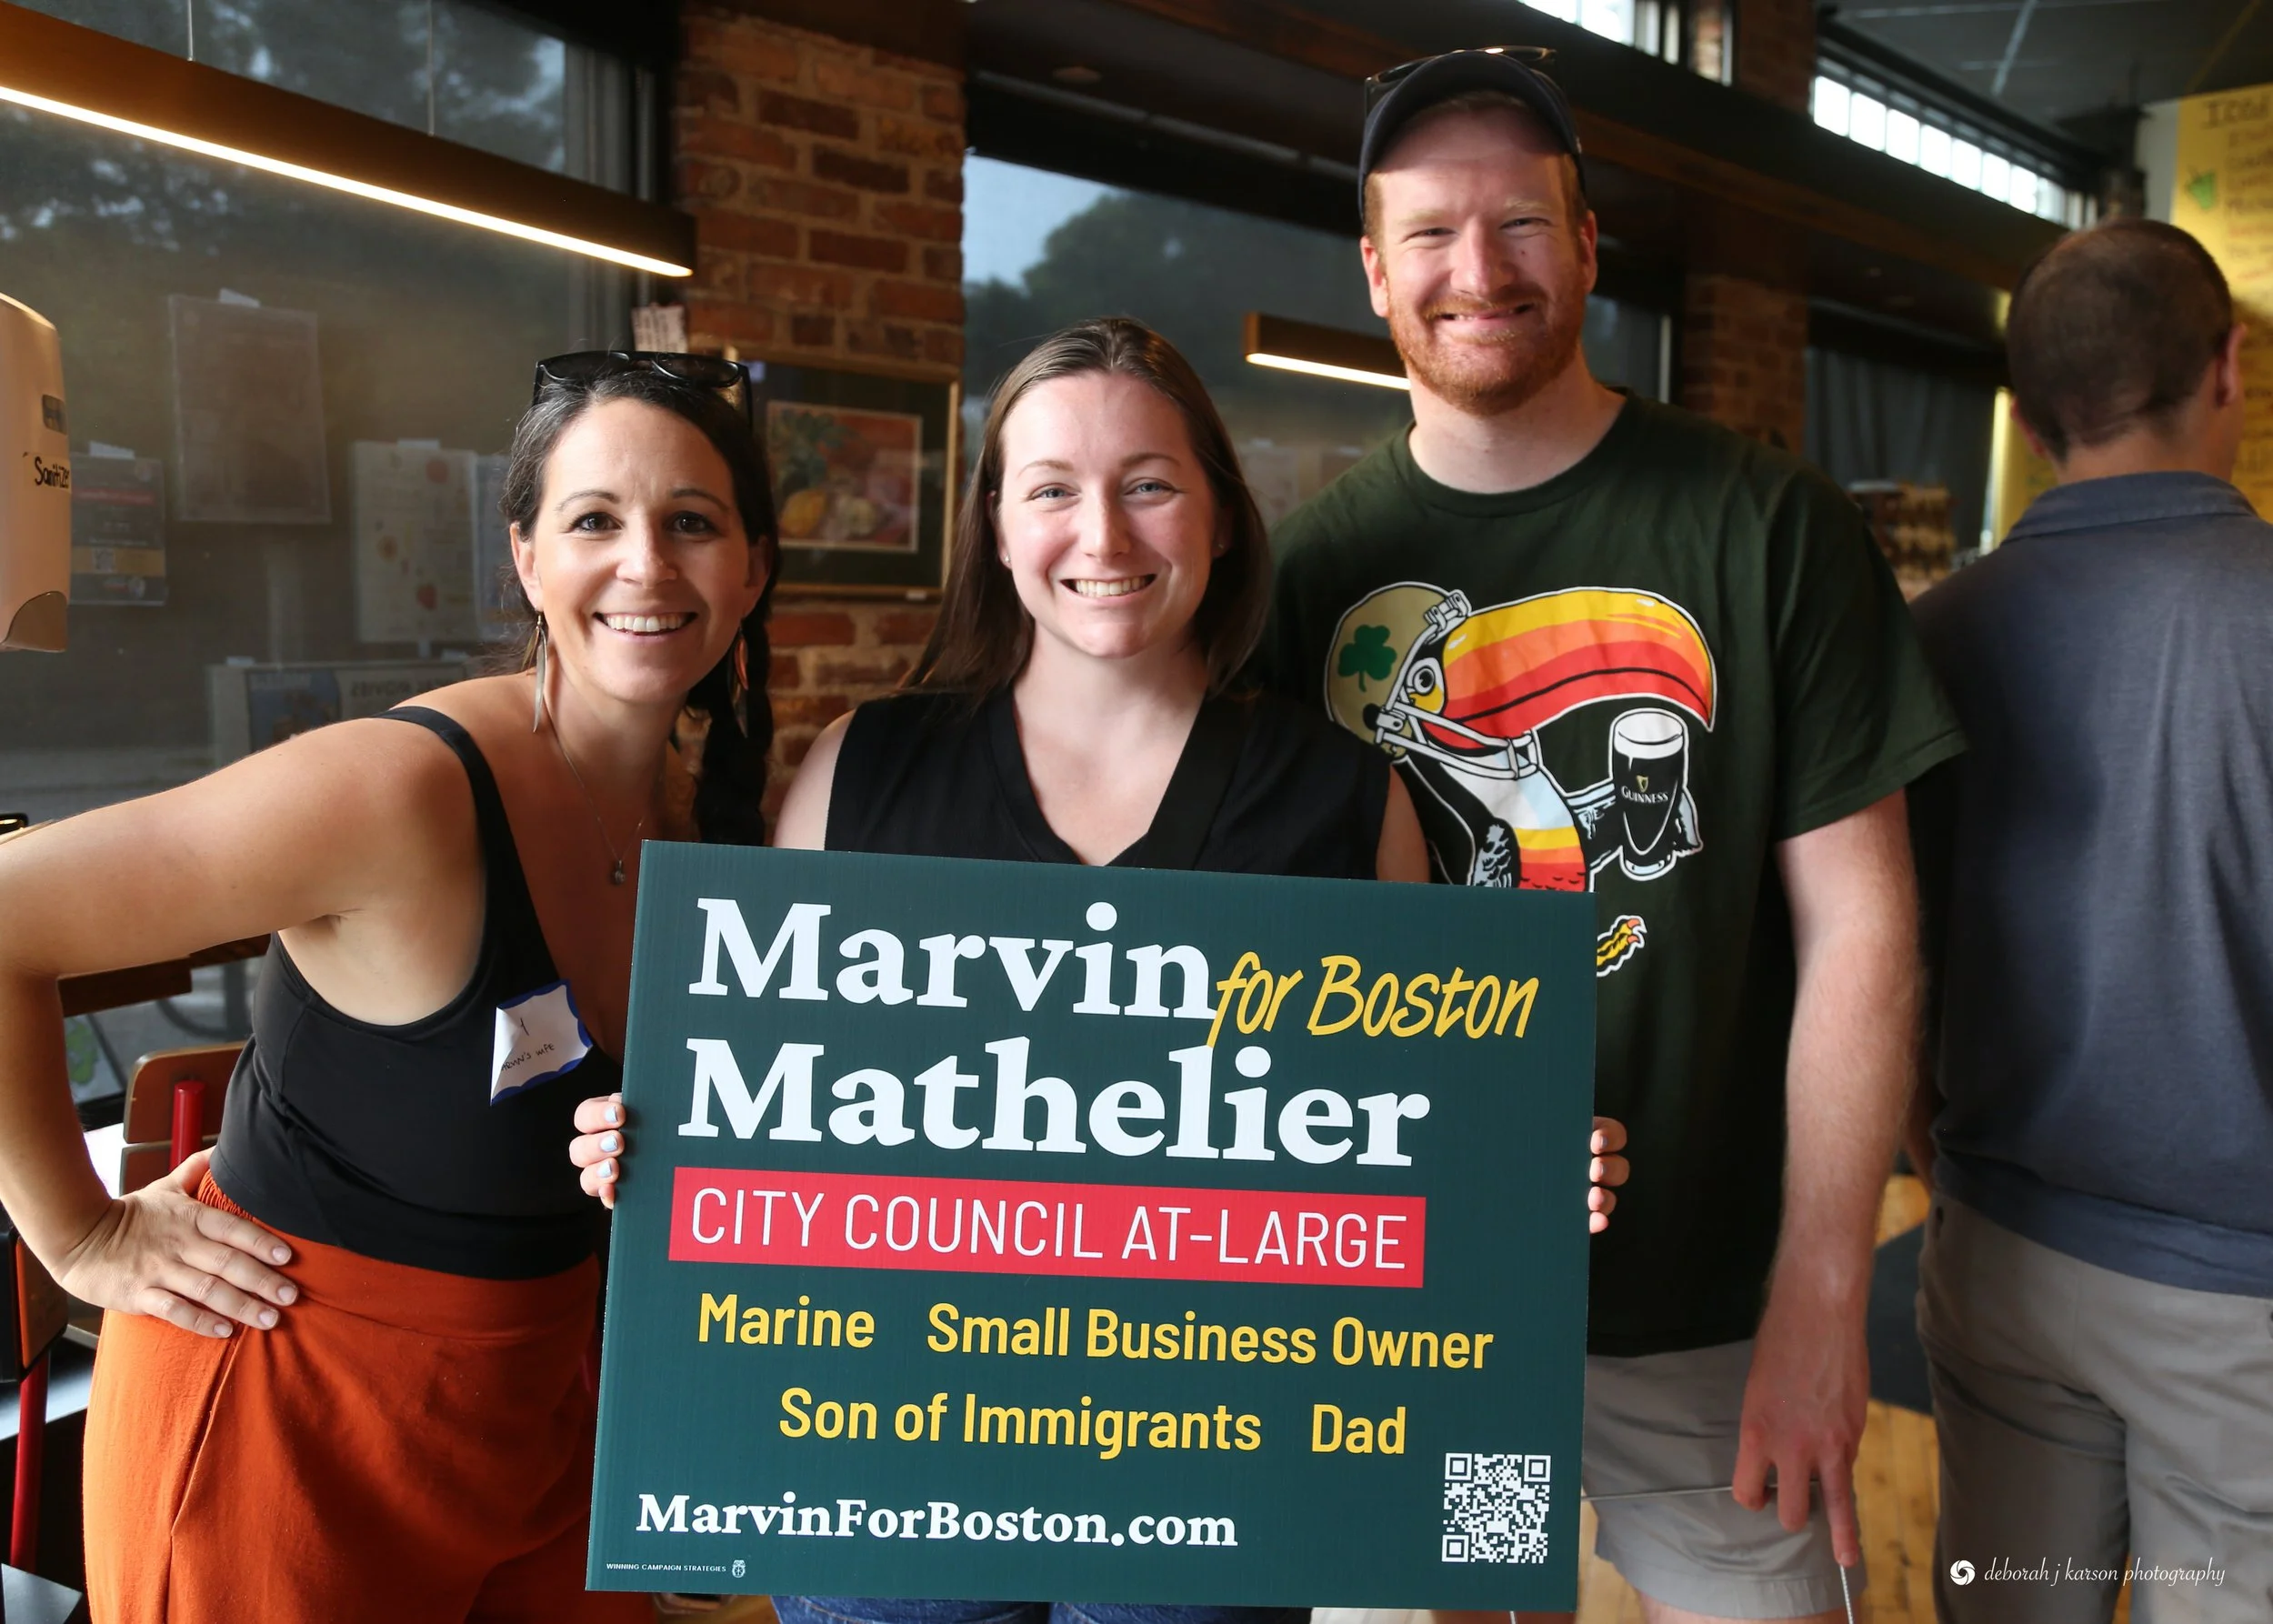 Sanitizer
GUINNESS
Marvin
for Boston
Mathelier
CITY COUNCIL AT-LARGE
Marine Small Business Owner
Son of Immigrants Dad
MarvinForBoston.com
WINNING CAMPAIGN STRATEGIES
deborah j karson photography